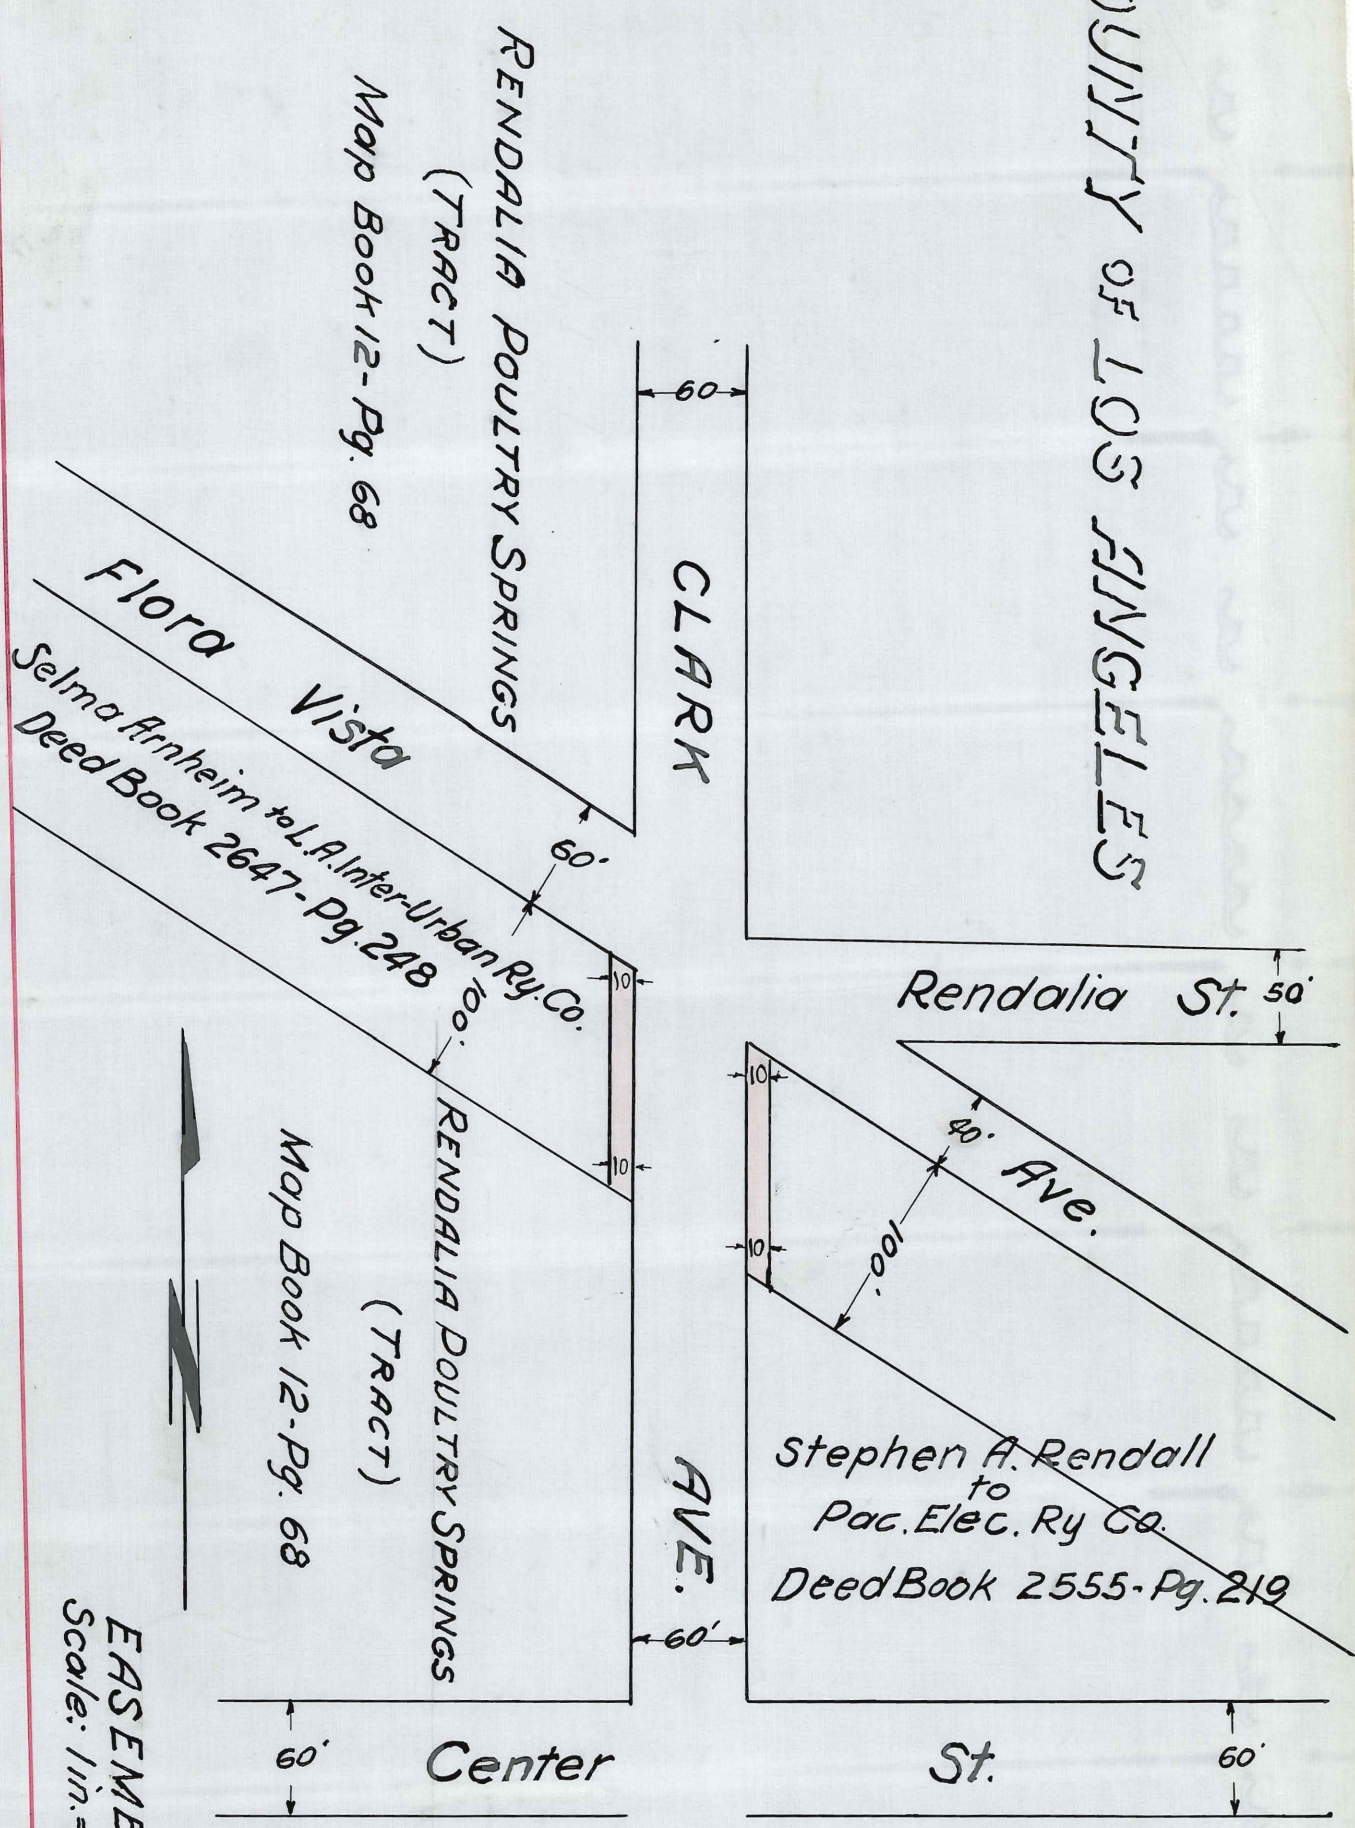 OUNTY OF LOS ANGELES
RENDALIA POULTRY SPRINGS
(TRACT)
Map Book 12-Pg. 68
60
CLARK
Flora Vista
60'
Selma Arnheim to L.A. Inter-Urban Ry. Co.
Deed Book 2647-Pg. 248
100'
10
10
Rendalia St. 50'
10
10
40'
Ave.
100'
RENDALIA POULTRY SPRINGS
(TRACT)
Map Book 12-Pg. 68
Stephen A. Rendall
to
Pac. Elec. Ry Co.
Deed Book 2555-Pg. 219
AVE.
60'
60'
Center St.
60'
EASEME
Scale: 1in.=